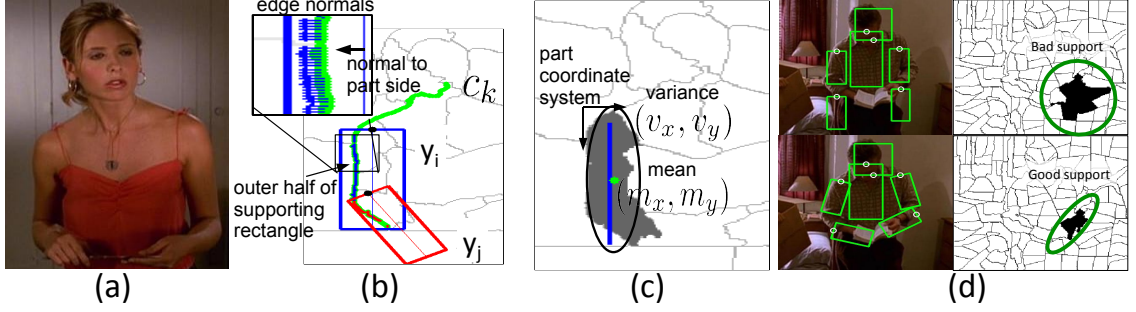 edge normals
normal to
part side
c_k
y_i
outer half of
supporting
rectangle
y_j
part
coordinate
system
variance
(v_x, v_y)
mean
(m_x, m_y)
Bad support
Good support
(a)
(b)
(c)
(d)